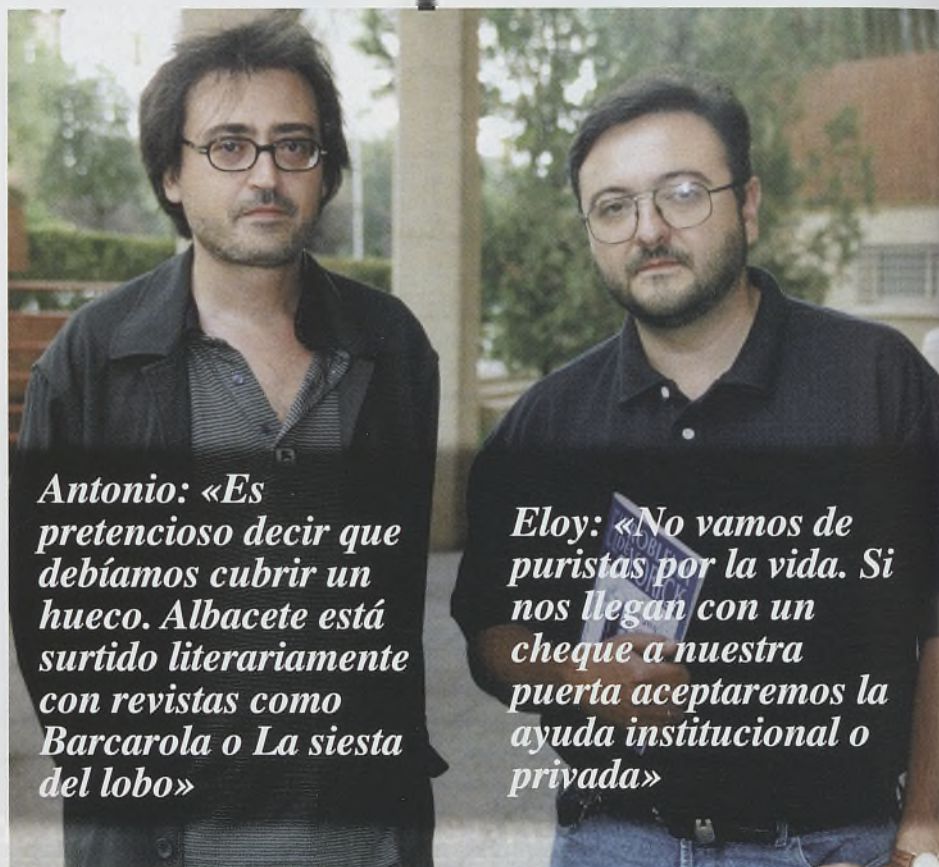 Antonio: «Es
pretencioso decir que
debíamos cubrir un
hueco. Albacete está
surtido literariamente
con revistas como
Barcarola o La siesta
del lobo»
Eloy: «No vamos de
puristas por la vida. Si
nos llegan con un
cheque a nuestra
puerta aceptaremos la
ayuda institucional o
privada»